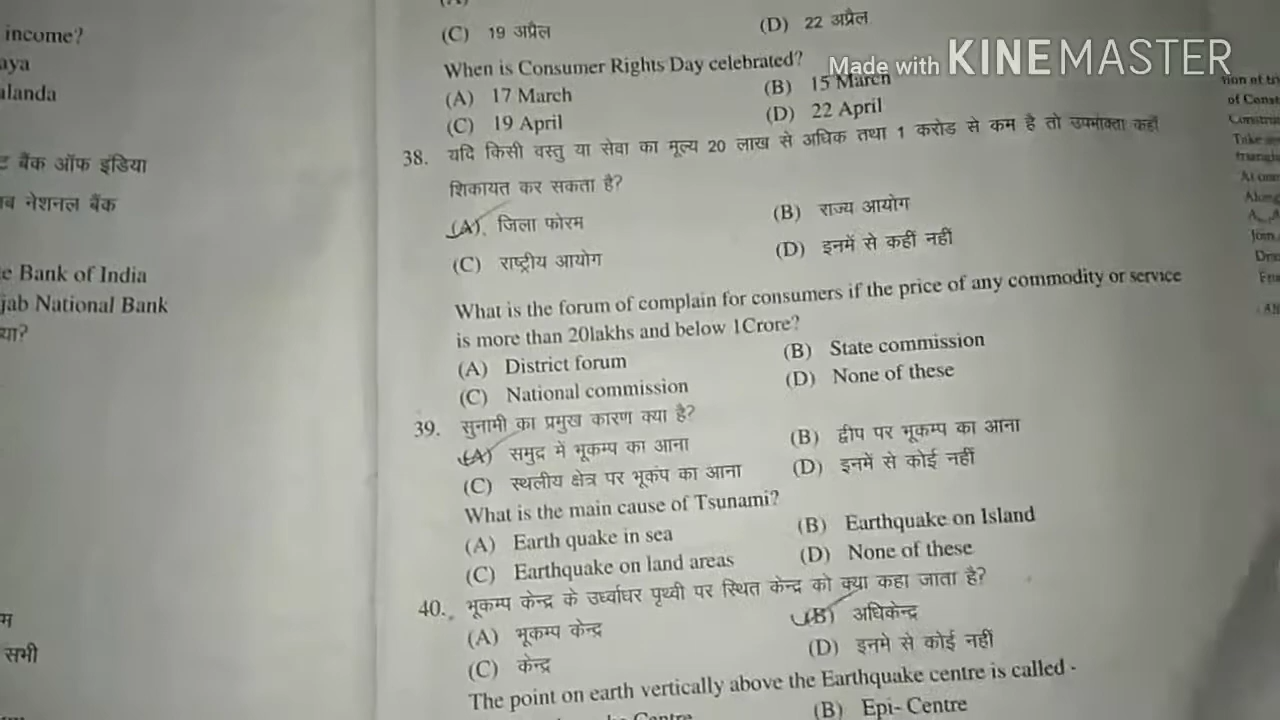 income?
aya
alanda
बैंक ऑफ इंडिया
नेशनल बैंक
e Bank of India
jab National Bank
या?
म
सभी
(C) 19 अप्रैल (D) 22 अप्रैल
When is Consumer Rights Day celebrated?
Made with KINEMASTER
(A) 17 March (B) 15 March
(C) 19 April (D) 22 April
38. यदि किसी वस्तु या सेवा का मूल्य 20 लाख से अधिक तथा 1 करोड़ से कम है तो उपभोक्ता कहाँ
शिकायत कर सकता है?
(A) जिला फोरम (B) राज्य आयोग
(C) राष्ट्रीय आयोग (D) इनमें से कहीं नहीं
What is the forum of complain for consumers if the price of any commodity or service
is more than 20lakhs and below 1Crore?
(A) District forum (B) State commission
(C) National commission (D) None of these
39. सुनामी का प्रमुख कारण क्या है?
(A) समुद्र में भूकम्प का आना (B) द्वीप पर भूकम्प का आना
(C) स्थलीय क्षेत्र पर भूकंप का आना (D) इनमें से कोई नहीं
What is the main cause of Tsunami?
(A) Earth quake in sea (B) Earthquake on Island
(C) Earthquake on land areas (D) None of these
40. भूकम्प केन्द्र के उर्ध्वाधर पृथ्वी पर स्थित केन्द्र को क्या कहा जाता है?
(A) भूकम्प केन्द्र (B) अधिकेन्द्र
(C) केन्द्र (D) इनमे से कोई नहीं
The point on earth vertically above the Earthquake centre is called -
Centre (B) Epi- Centre
of Const